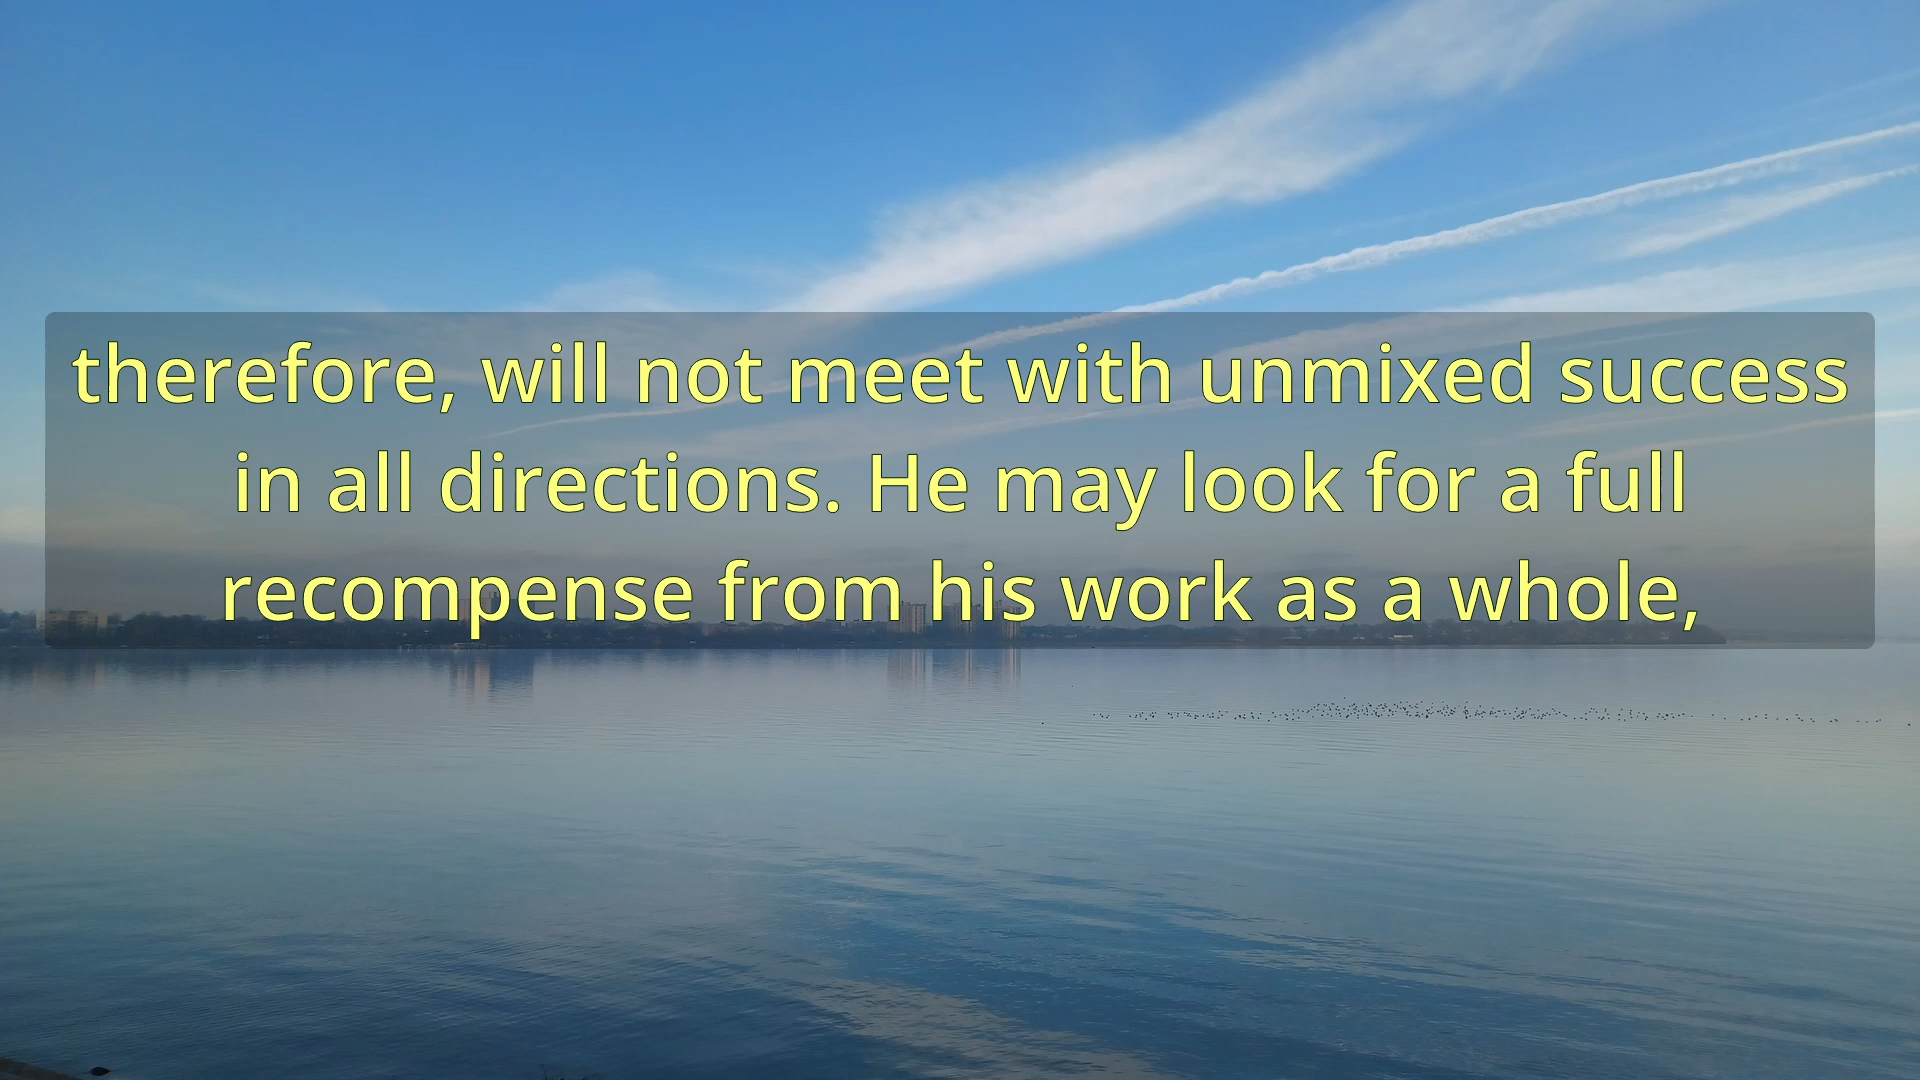 therefore, will not meet with unmixed success
in all directions. He may look for a full
recompense from his work as a whole,